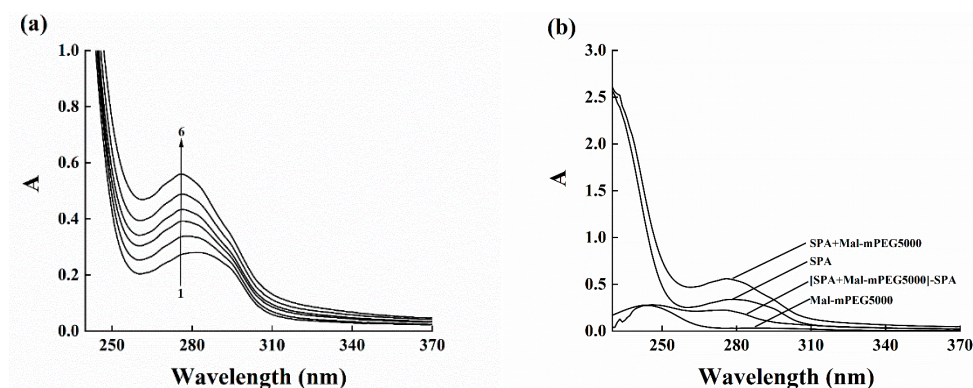 (a)
1.0
0.8
0.6
0.4
0.2
0.0
A
6
1
250
280
310
340
370
Wavelength (nm)
(b)
3.0
2.5
2.0
1.5
1.0
0.5
0.0
A
SPA+Mal-mPEG5000
SPA
[SPA+Mal-mPEG5000]-SPA
Mal-mPEG5000
250
280
310
340
370
Wavelength (nm)